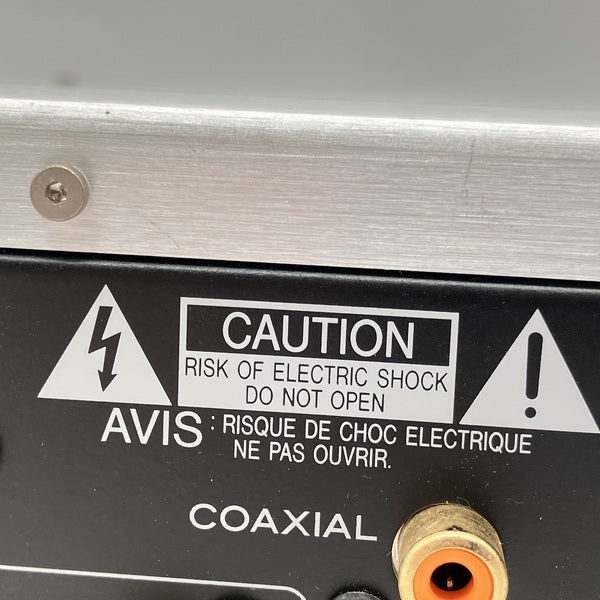 CAUTION
RISK OF ELECTRIC SHOCK
DO NOT OPEN
AVIS : RISQUE DE CHOC ELECTRIQUE
NE PAS OUVRIR.
COAXIAL